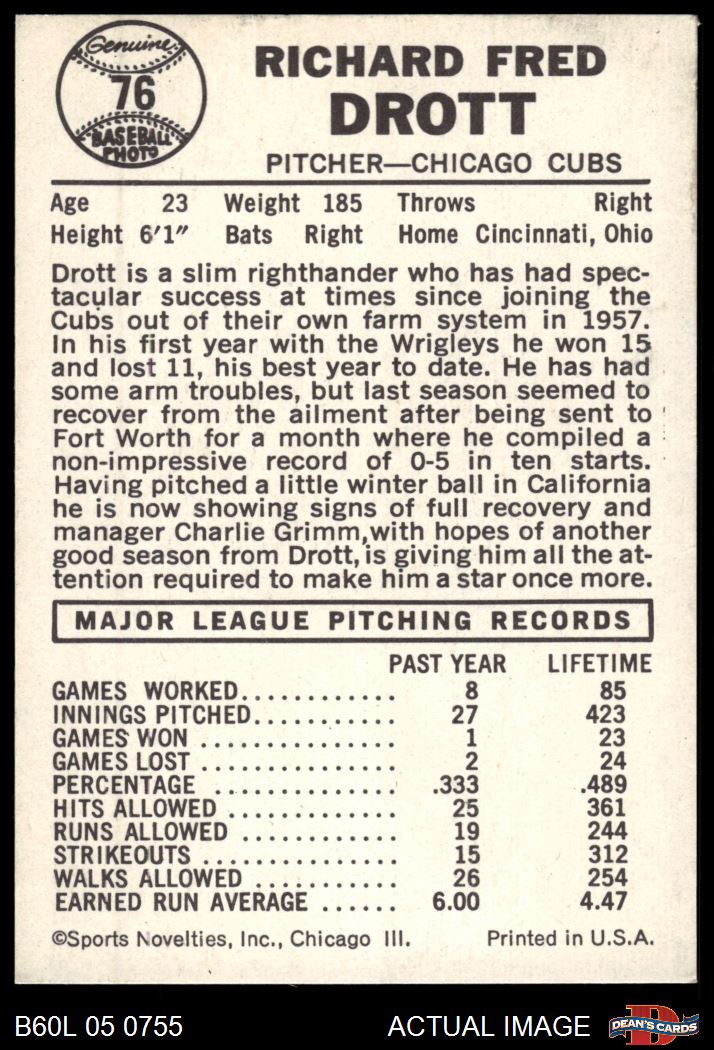 Genuine
76
BASEBALL
PHOTO
RICHARD FRED
DROTT
PITCHER—CHICAGO CUBS
Age 23 Weight 185 Throws Right
Height 6'1" Bats Right Home Cincinnati, Ohio
Drott is a slim righthander who has had spec-
tacular success at times since joining the
Cubs out of their own farm system in 1957.
In his first year with the Wrigleys he won 15
and lost 11, his best year to date. He has had
some arm troubles, but last season seemed to
recover from the ailment after being sent to
Fort Worth for a month where he compiled a
non-impressive record of 0-5 in ten starts.
Having pitched a little winter ball in California
he is now showing signs of full recovery and
manager Charlie Grimm, with hopes of another
good season from Drott, is giving him all the at-
tention required to make him a star once more.
MAJOR LEAGUE PITCHING RECORDS
PAST YEAR LIFETIME
GAMES WORKED............ 8 85
INNINGS PITCHED.......... 27 423
GAMES WON ............... 1 23
GAMES LOST ............... 2 24
PERCENTAGE .............. .333 .489
HITS ALLOWED ............. 25 361
RUNS ALLOWED ............ 19 244
STRIKEOUTS ............... 15 312
WALKS ALLOWED ........... 26 254
EARNED RUN AVERAGE ...... 6.00 4.47
©Sports Novelties, Inc., Chicago Ill. Printed in U.S.A.
B60L 05 0755 ACTUAL IMAGE D DEAN'S CARDS